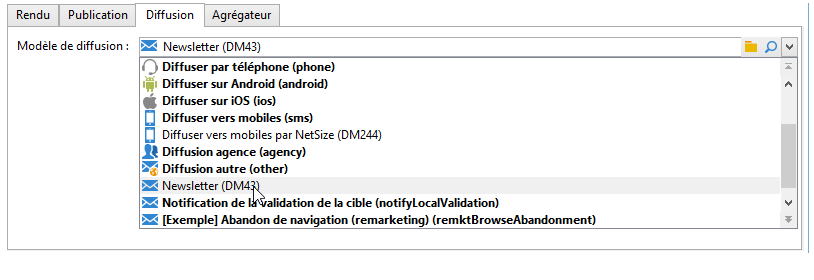 Rendu Publication Diffusion Agrégateur
Modèle de diffusion : Newsletter (DM43)
Diffuser par téléphone (phone)
Diffuser sur Android (android)
Diffuser sur iOS (ios)
Diffuser vers mobiles (sms)
Diffuser vers mobiles par NetSize (DM244)
Diffusion agence (agency)
Diffusion autre (other)
Newsletter (DM43)
Notification de la validation de la cible (notifyLocalValidation)
[Exemple] Abandon de navigation (remarketing) (remktBrowseAbandonment)